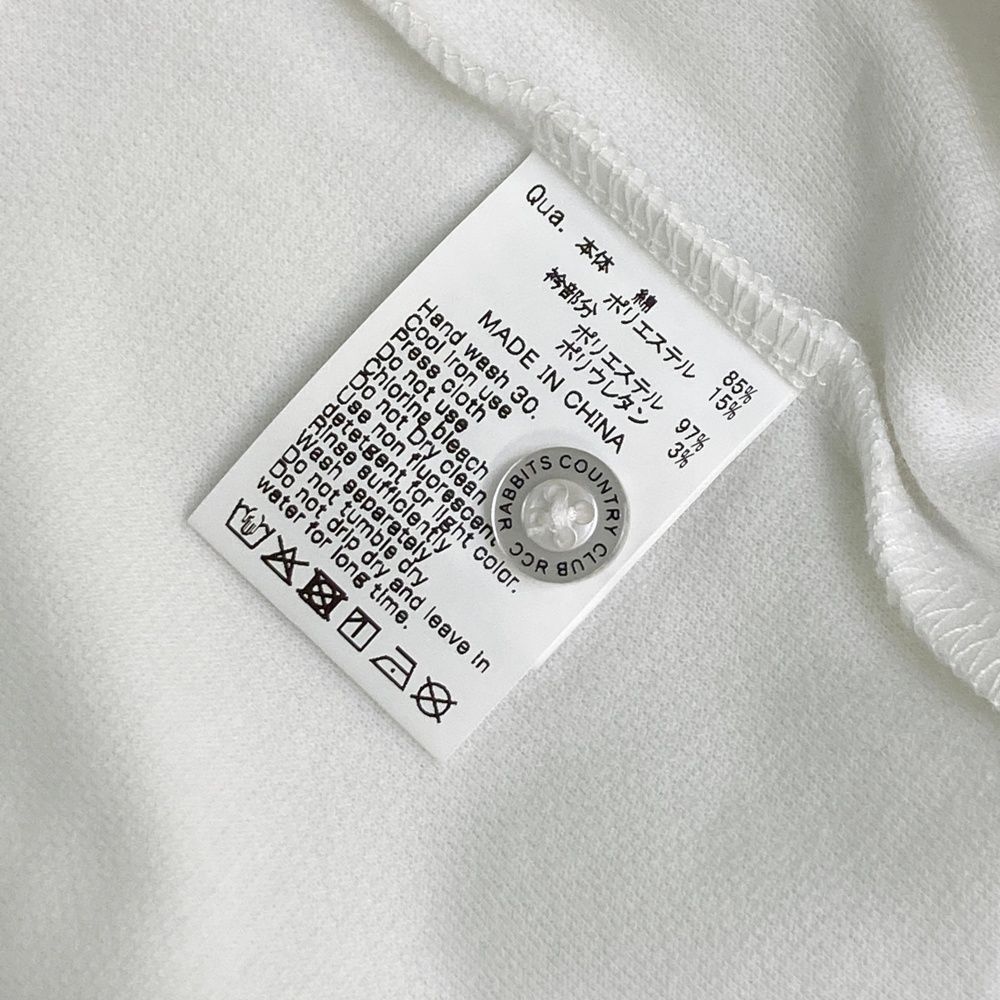 Qua.
本体 綿 85%
ポリエステル 15%
衿部分 ポリエステル 97%
ポリウレタン 3%
MADE IN CHINA
Hand wash 30.
Cool Iron use
Press cloth
Do not use
Chlorine bleach
Do not Dry clean
Use non fluorescent
detetgent for light color.
Rinse sufficiently
Wash separately
Do not tumble dry
Do not drip dry and leave in
water for long time.
RABBITS COUNTRY CLUB RCC